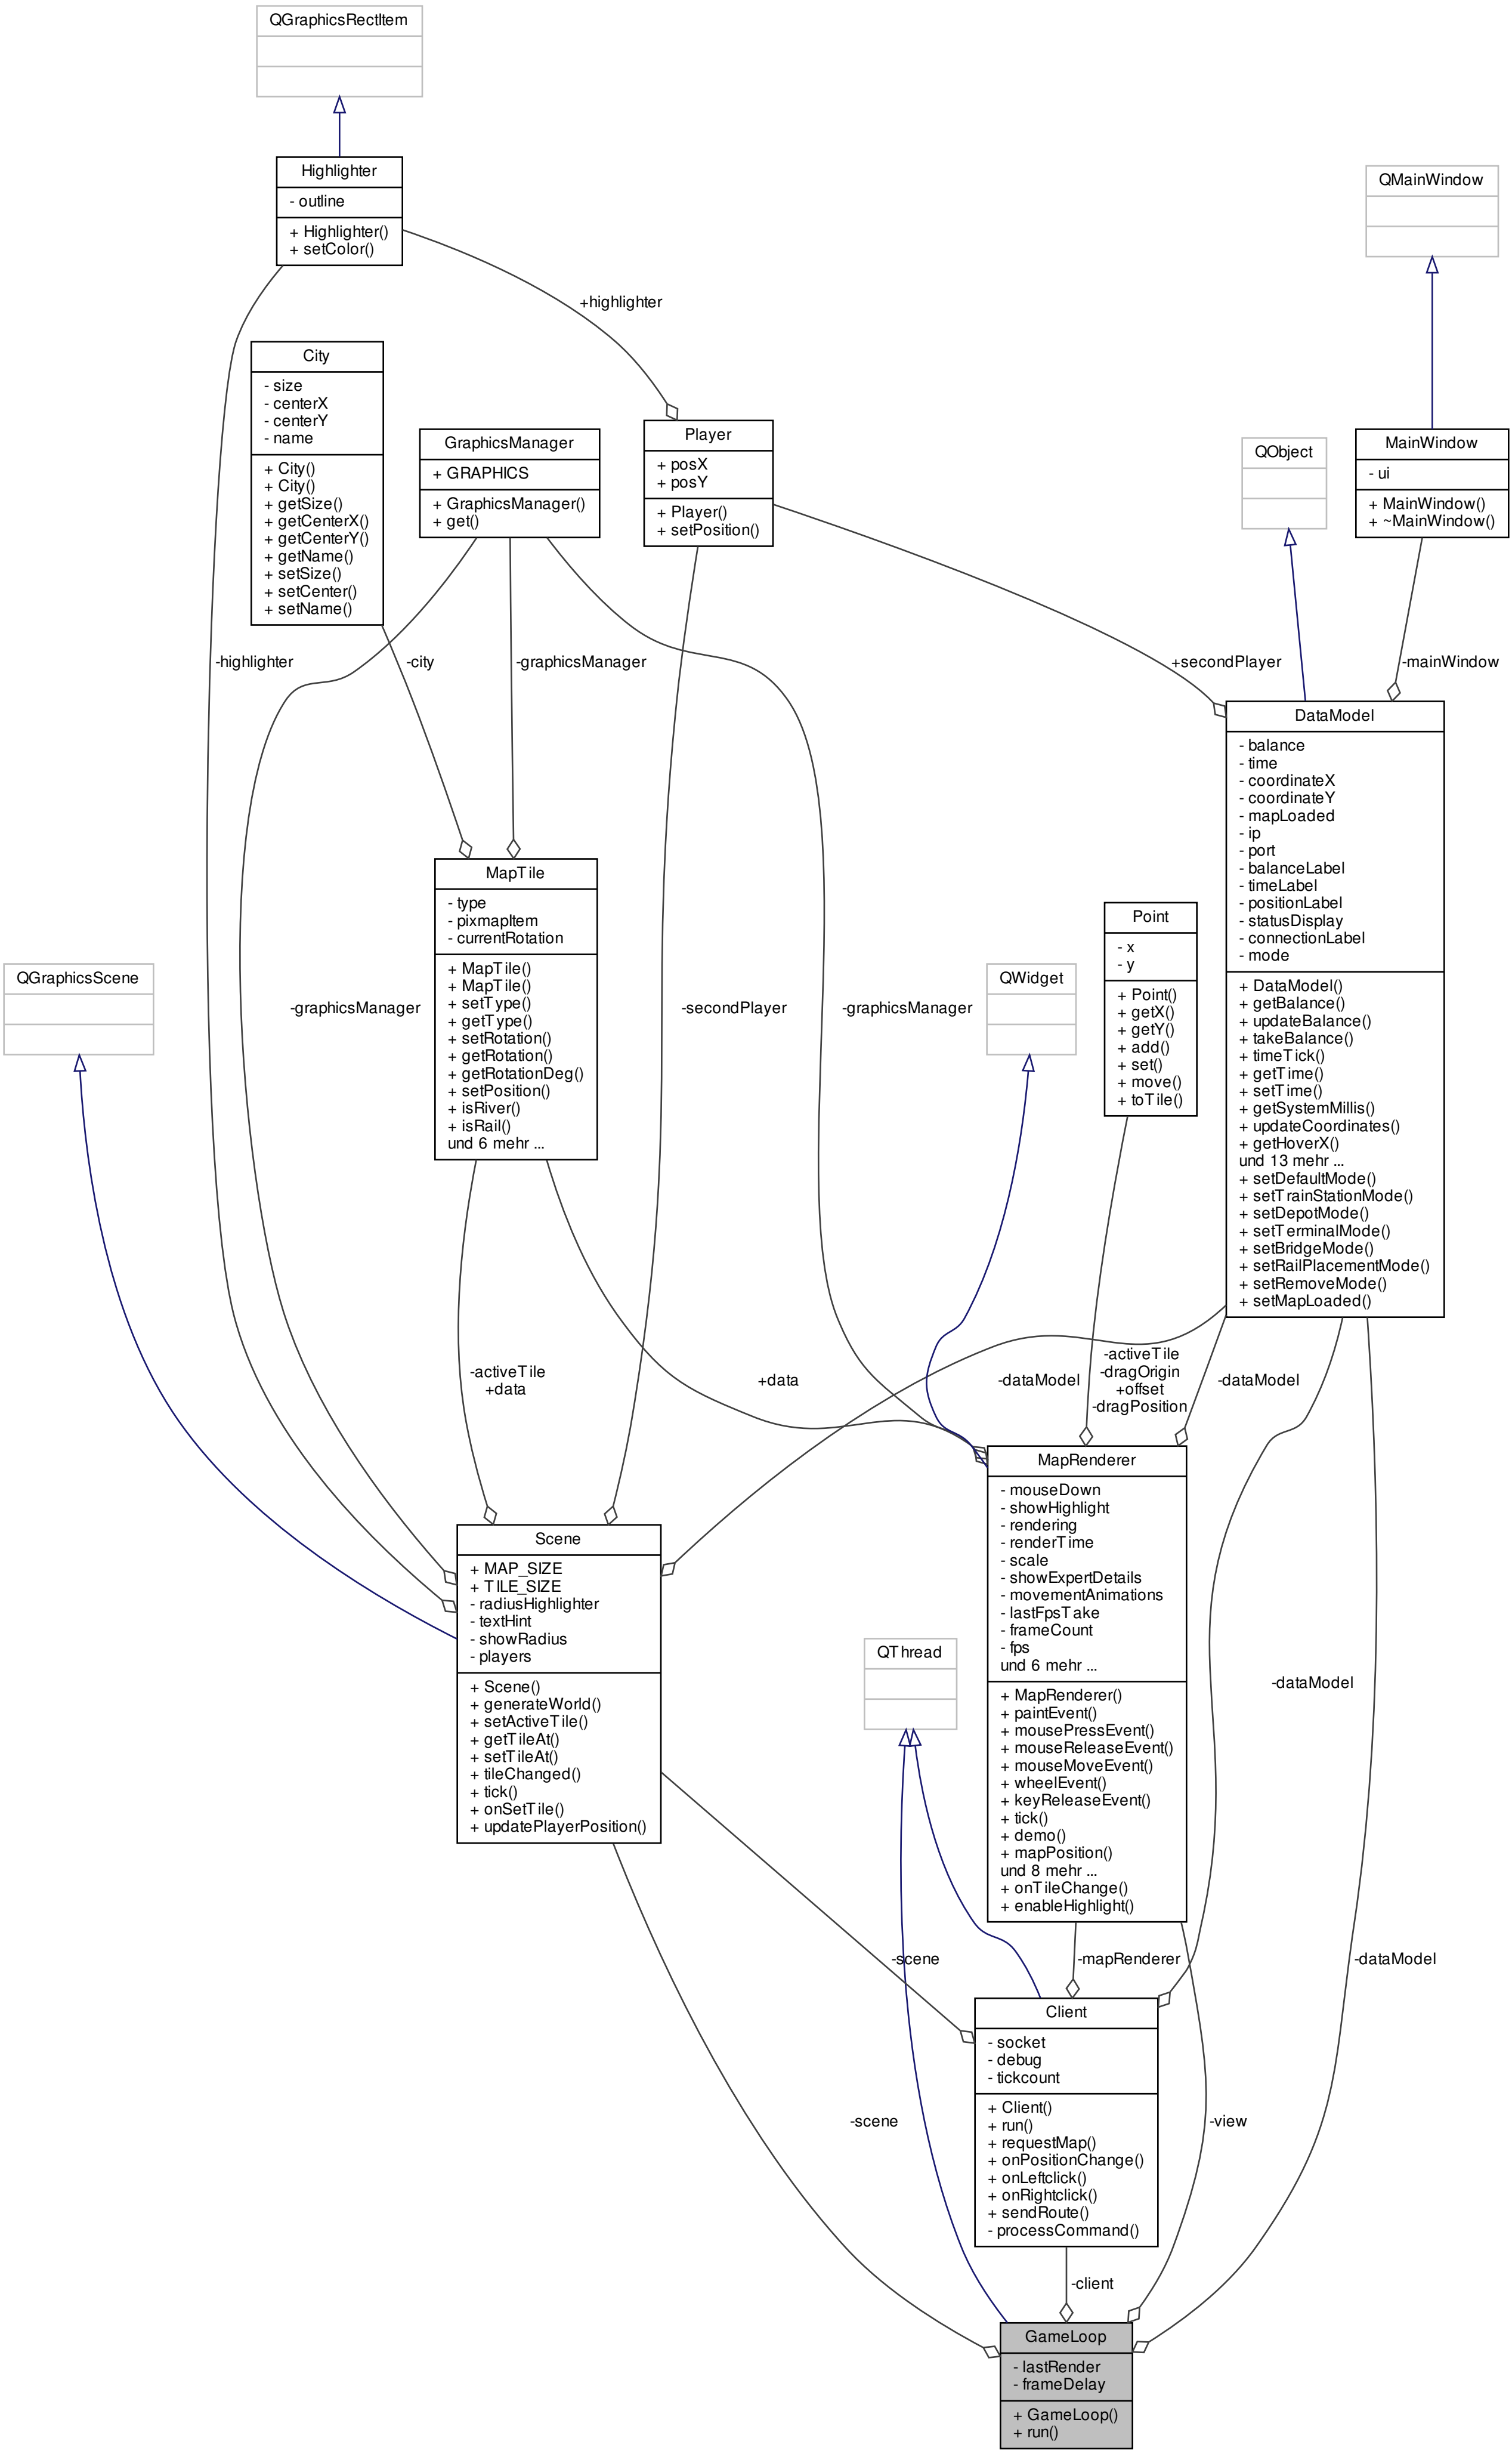 QGraphicsRectItem
Highlighter
- outline
+ Highlighter()
+ setColor()
QMainWindow
+highlighter
City
- size
- centerX
- centerY
- name
+ City()
+ City()
+ getSize()
+ getCenterX()
+ getCenterY()
+ getName()
+ setSize()
+ setCenter()
+ setName()
GraphicsManager
+ GRAPHICS
+ GraphicsManager()
+ get()
Player
+ posX
+ posY
+ Player()
+ setPosition()
QObject
MainWindow
- ui
+ MainWindow()
+ ~MainWindow()
-highlighter
-city
-graphicsManager
+secondPlayer
-mainWindow
DataModel
- balance
- time
- coordinateX
- coordinateY
- mapLoaded
- ip
- port
- balanceLabel
- timeLabel
- positionLabel
- statusDisplay
- connectionLabel
- mode
+ DataModel()
+ getBalance()
+ updateBalance()
+ takeBalance()
+ timeTick()
+ getTime()
+ setTime()
+ getSystemMillis()
+ updateCoordinates()
+ getHoverX()
und 13 mehr ...
+ setDefaultMode()
+ setTrainStationMode()
+ setDepotMode()
+ setTerminalMode()
+ setBridgeMode()
+ setRailPlacementMode()
+ setRemoveMode()
+ setMapLoaded()
MapTile
- type
- pixmapItem
- currentRotation
+ MapTile()
+ MapTile()
+ setType()
+ getType()
+ setRotation()
+ getRotation()
+ getRotationDeg()
+ setPosition()
+ isRiver()
+ isRail()
und 6 mehr ...
Point
- x
- y
+ Point()
+ getX()
+ getY()
+ add()
+ set()
+ move()
+ toTile()
QGraphicsScene
QWidget
-graphicsManager
-secondPlayer
-graphicsManager
-activeTile
+data
+data
-dataModel
-activeTile
-dragOrigin
+offset
-dragPosition
-dataModel
MapRenderer
- mouseDown
- showHighlight
- rendering
- renderTime
- scale
- showExpertDetails
- movementAnimations
- lastFpsTake
- frameCount
- fps
und 6 mehr ...
+ MapRenderer()
+ paintEvent()
+ mousePressEvent()
+ mouseReleaseEvent()
+ mouseMoveEvent()
+ wheelEvent()
+ keyReleaseEvent()
+ tick()
+ demo()
+ mapPosition()
und 8 mehr ...
+ onTileChange()
+ enableHighlight()
Scene
+ MAP_SIZE
+ TILE_SIZE
- radiusHighlighter
- textHint
- showRadius
- players
+ Scene()
+ generateWorld()
+ setActiveTile()
+ getTileAt()
+ setTileAt()
+ tileChanged()
+ tick()
+ onSetTile()
+ updatePlayerPosition()
QThread
-dataModel
-scene
-mapRenderer
-dataModel
Client
- socket
- debug
- tickcount
+ Client()
+ run()
+ requestMap()
+ onPositionChange()
+ onLeftclick()
+ onRightclick()
+ sendRoute()
- processCommand()
-scene
-view
-client
GameLoop
- lastRender
- frameDelay
+ GameLoop()
+ run()